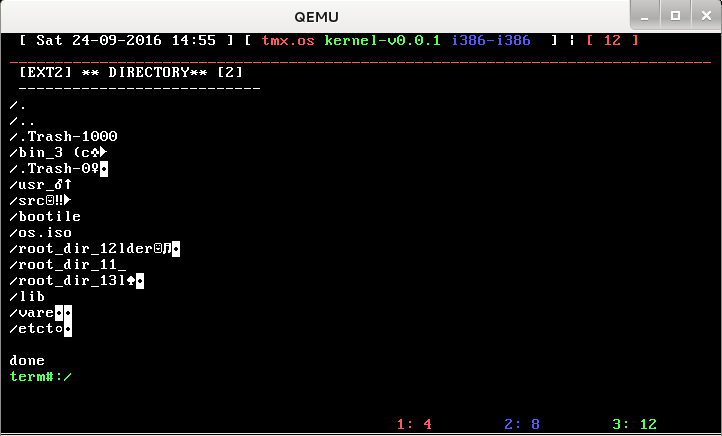 QEMU
[ Sat 24-09-2016 14:55 ] [ tmx.os kernel-v0.0.1 i386-i386 ] ¦ [ 12 ]
[EXT2] ** DIRECTORY** [2]
---------------------------
/.
/..
/.Trash-1000
/bin_3 (c♣►
/.Trash-0♀◘
/usr_♂↑
/src☺‼►
/bootile
/os.iso
/root_dir_12lder☺♫◘
/root_dir_11_
/root_dir_13l♠◘
/lib
/vare◘◘
/etct○◘
done
term#:/
1: 4 2: 8 3: 12